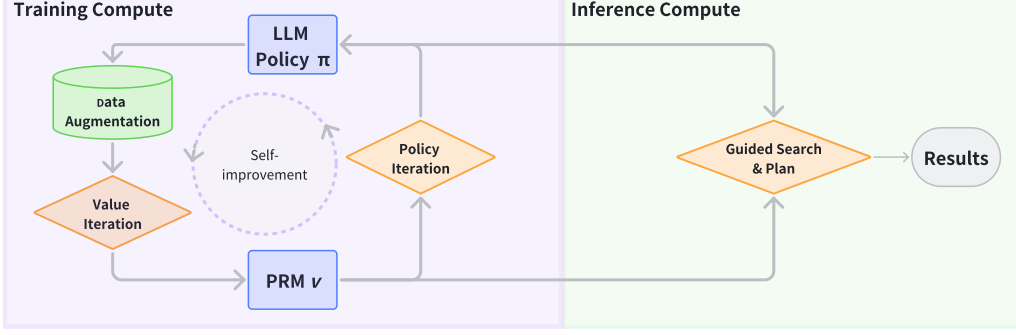 Training Compute
Inference Compute
LLM
Policy π
Data
Augmentation
Self-
improvement
Policy
Iteration
Guided Search
& Plan
Results
Value
Iteration
PRM v